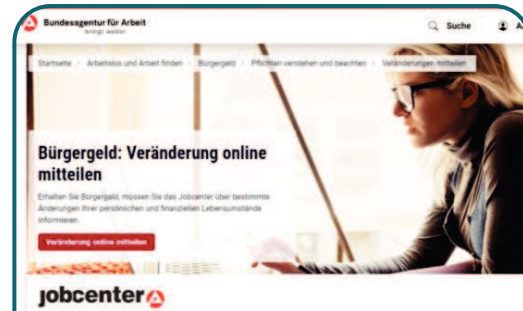 Bundesagentur für Arbeit
bringt weiter.
Suche
A
Startseite Arbeitslos und Arbeit finden Bürgergeld Pflichten verstehen und beachten Veränderungen mitteilen
Bürgergeld: Veränderung online
mitteilen
Erhalten Sie Bürgergeld, müssen Sie das Jobcenter über bestimmte
Änderungen Ihrer persönlichen und finanziellen Lebensumstände
informieren.
Veränderung online mitteilen
jobcenter